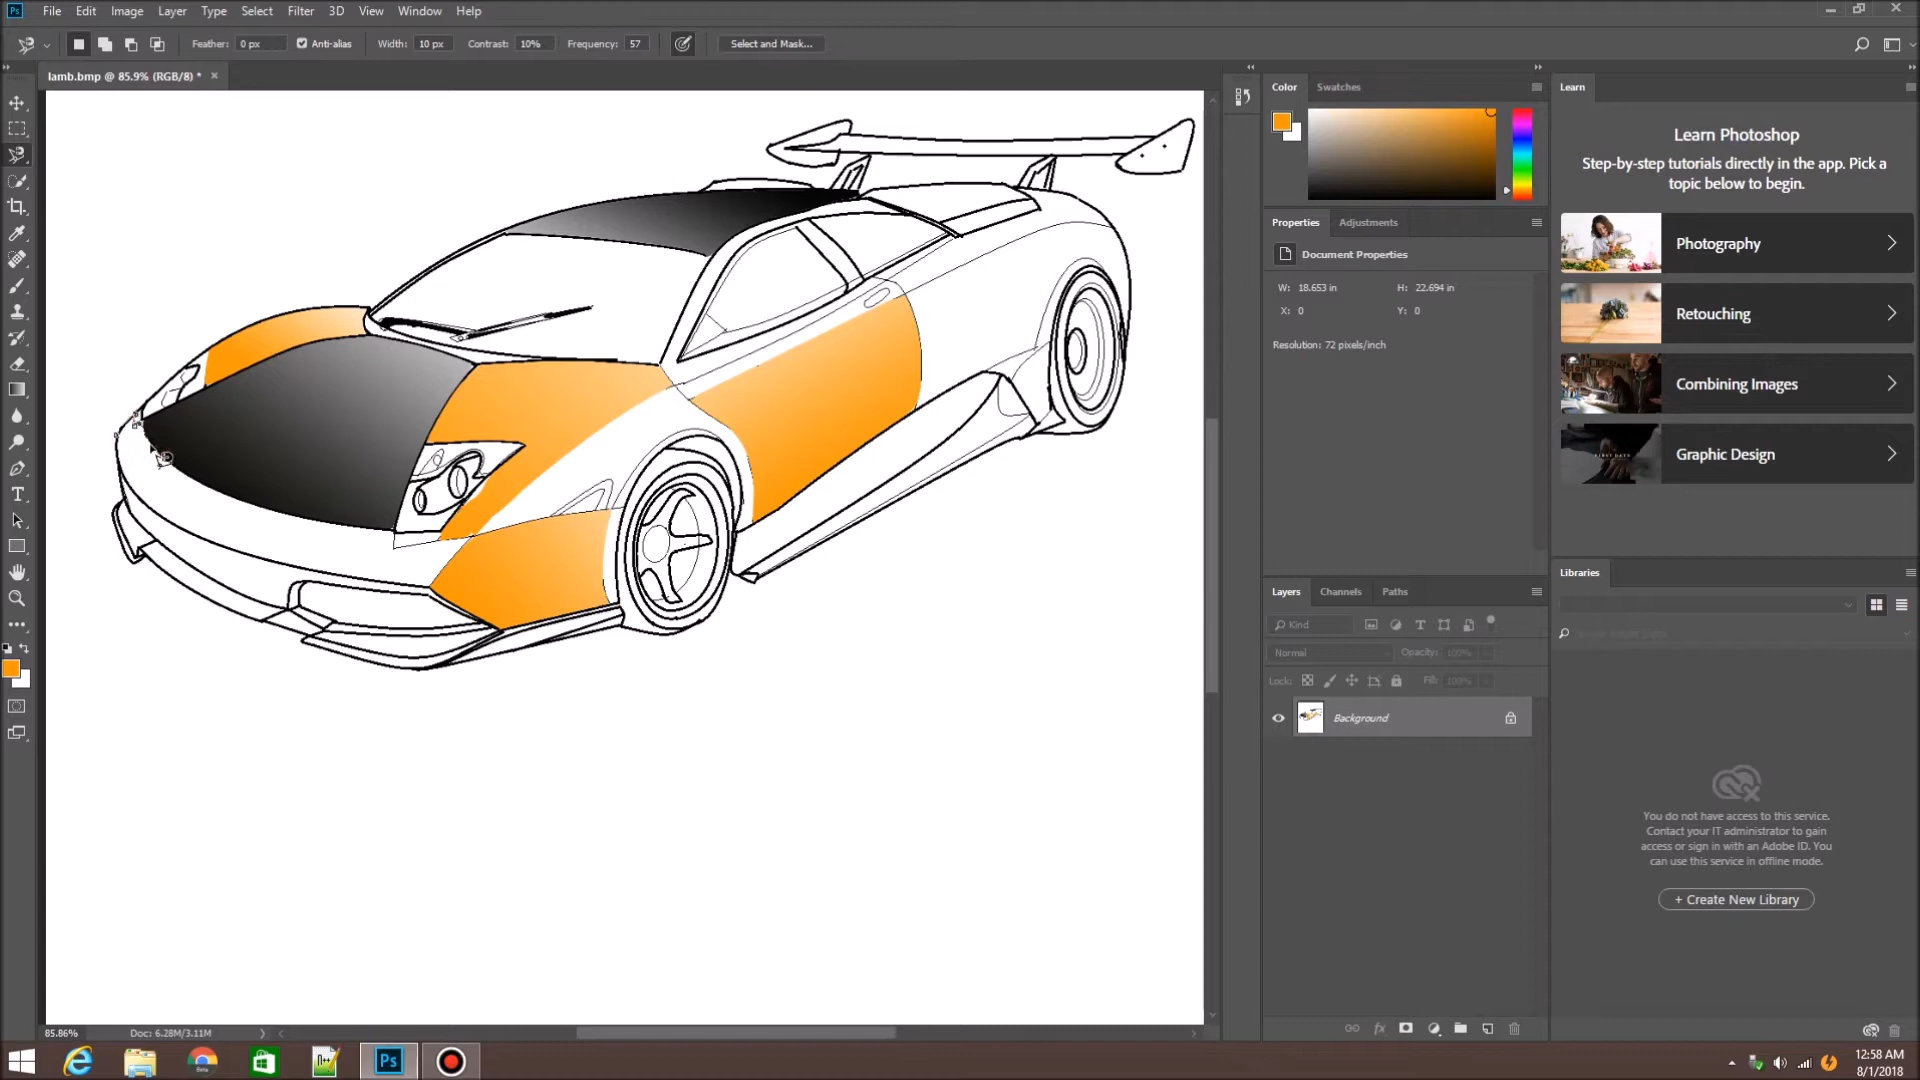 Ps File Edit Image Layer Type Select Filter 3D View Window Help
Feather: 0 px Anti-alias Width: 10 px Contrast: 10% Frequency: 57 Select and Mask...
lamb.bmp @ 85.9% (RGB/8) *
Color Swatches
Learn
Learn Photoshop
Step-by-step tutorials directly in the app. Pick a
topic below to begin.
Photography
Retouching
Combining Images
Graphic Design
Properties Adjustments
Document Properties
W: 18.653 in H: 22.694 in
X: 0 Y: 0
Resolution: 72 pixels/inch
Layers Channels Paths
Kind
Normal Opacity: 100%
Lock: Fill: 100%
Background
Libraries
You do not have access to this service.
Contact your IT administrator to gain
access or sign in with an Adobe ID. You
can use this service in offline mode.
+ Create New Library
85.86% Doc: 6.28M/3.11M
Ps
12:58 AM
8/1/2018